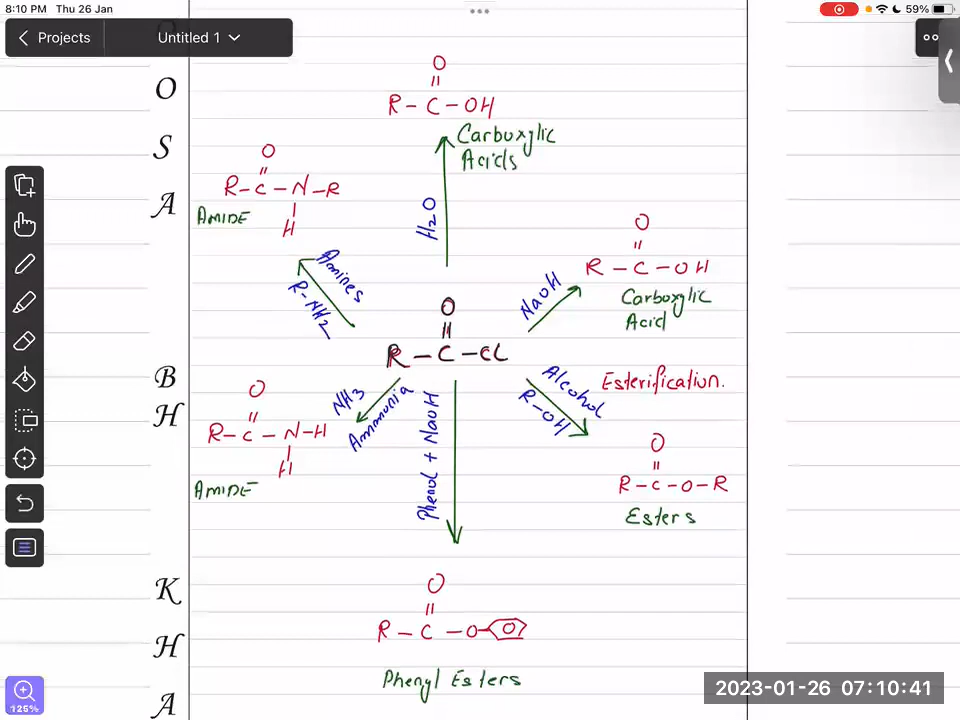 8:10 PM Thu 26 Jan
59%
Projects
Untitled 1
O
S
A
B
H
K
H
A
O
R-C-OH
Carboxylic
Acids
H2O
O
R-C-N-R
H
AMIDE
Amines
R-NH2
O
R-C-OH
Carboxylic
Acid
NaOH
O
R-C-CL
Alcohol
R-OH
Esterification.
O
R-C-O-R
Esters
NH3
Ammonia
O
R-C-N-H
H
AMIDE
Phenol + NaOH
O
R-C-O-
Phenyl Esters
125%
2023-01-26 07:10:41